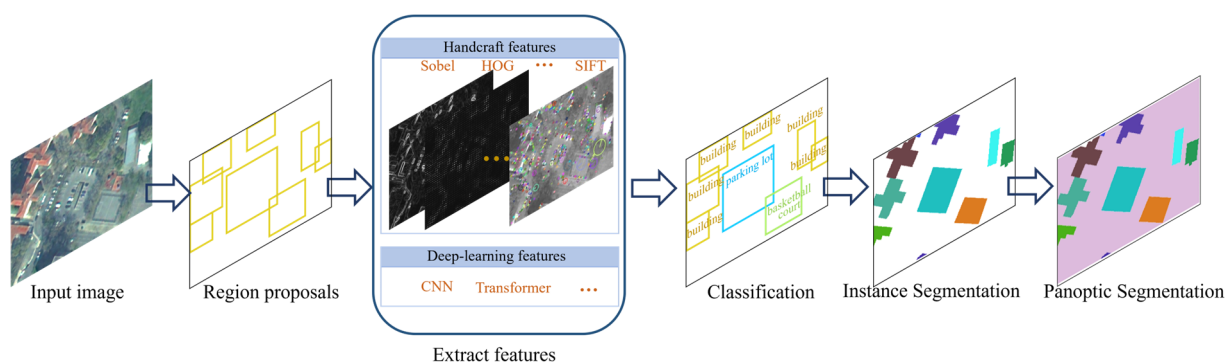 Handcraft features
Sobel HOG ••• SIFT
Deep-learning features
CNN Transformer •••
Input image
Region proposals
Extract features
building
building
building
building
building
building
parking lot
basketball
court
Classification
Instance Segmentation
Panoptic Segmentation